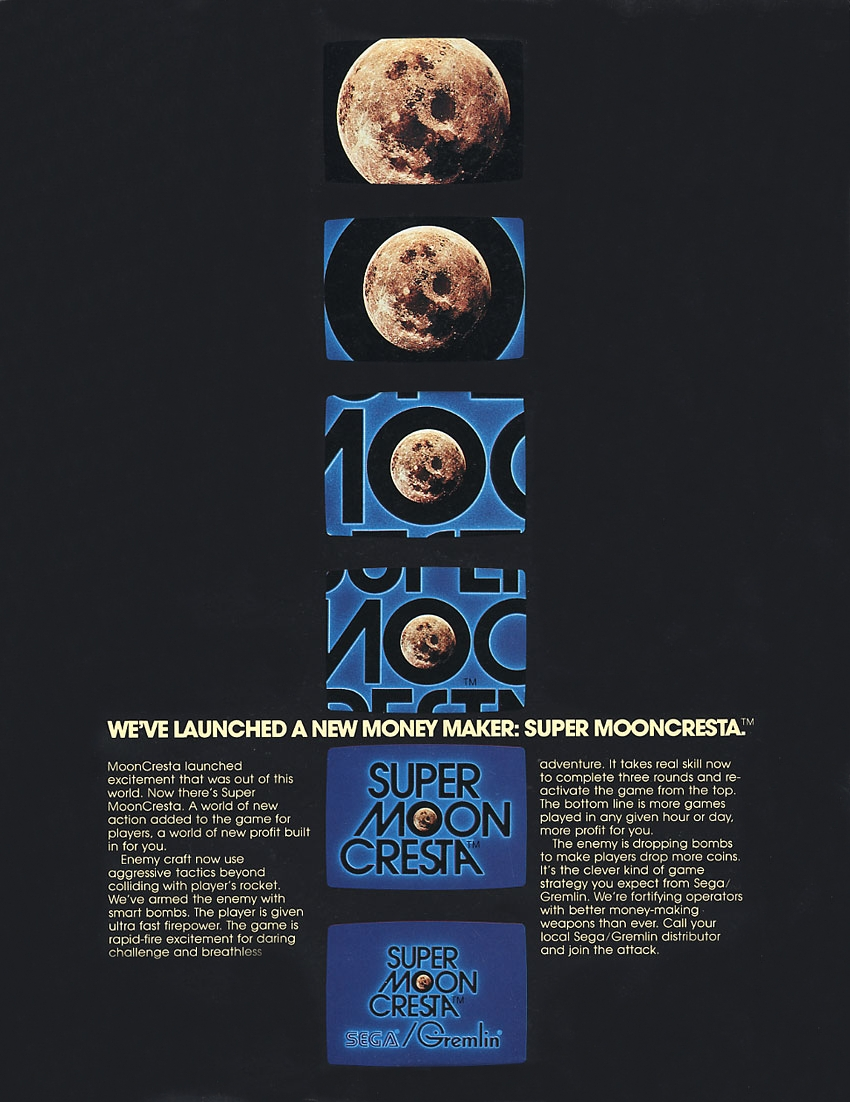 UPER
MOO
CREST
SUPER
MOO
TM
CRESTA
WE'VE LAUNCHED A NEW MONEY MAKER: SUPER MOONCRESTA.™
MoonCresta launched
excitement that was out of this
world. Now there's Super
MoonCresta. A world of new
action added to the game for
players, a world of new profit built
in for you.
Enemy craft now use
aggressive tactics beyond
colliding with player's rocket.
We've armed the enemy with
smart bombs. The player is given
ultra fast firepower. The game is
rapid-fire excitement for daring
challenge and breathless
SUPER
MOON
CRESTA™
adventure. It takes real skill now
to complete three rounds and re-
activate the game from the top.
The bottom line is more games
played in any given hour or day,
more profit for you.
The enemy is dropping bombs
to make players drop more coins.
It's the clever kind of game
strategy you expect from Sega/
Gremlin. We're fortifying operators
with better money-making
weapons than ever. Call your
local Sega/Gremlin distributor
and join the attack.
SUPER
MOON
CRESTA™
SEGA®/Gremlin®